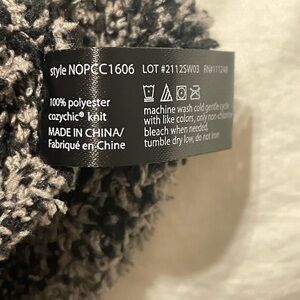 style NOPCC1606 LOT #2112SW03
100% polyester
cozychic® knit
MADE IN CHINA/
Fabriqué en Chine
machine wash cold gentle cycle
with like colors, only non-chlorine
bleach when needed,
tumble dry low, do not iron